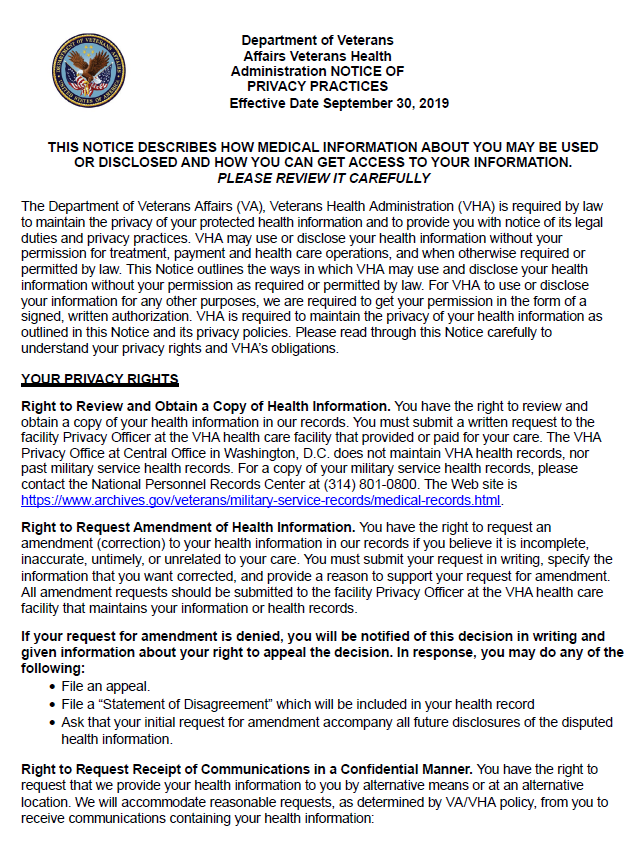 Department of Veterans
Affairs Veterans Health
Administration NOTICE OF
PRIVACY PRACTICES
Effective Date September 30, 2019
THIS NOTICE DESCRIBES HOW MEDICAL INFORMATION ABOUT YOU MAY BE USED
OR DISCLOSED AND HOW YOU CAN GET ACCESS TO YOUR INFORMATION.
PLEASE REVIEW IT CAREFULLY
The Department of Veterans Affairs (VA), Veterans Health Administration (VHA) is required by law
to maintain the privacy of your protected health information and to provide you with notice of its legal
duties and privacy practices. VHA may use or disclose your health information without your
permission for treatment, payment and health care operations, and when otherwise required or
permitted by law. This Notice outlines the ways in which VHA may use and disclose your health
information without your permission as required or permitted by law. For VHA to use or disclose
your information for any other purposes, we are required to get your permission in the form of a
signed, written authorization. VHA is required to maintain the privacy of your health information as
outlined in this Notice and its privacy policies. Please read through this Notice carefully to
understand your privacy rights and VHA's obligations.
YOUR PRIVACY RIGHTS
Right to Review and Obtain a Copy of Health Information. You have the right to review and
obtain a copy of your health information in our records. You must submit a written request to the
facility Privacy Officer at the VHA health care facility that provided or paid for your care. The VHA
Privacy Office at Central Office in Washington, D.C. does not maintain VHA health records, nor
past military service health records. For a copy of your military service health records, please
contact the National Personnel Records Center at (314) 801-0800. The Web site is
https://www.archives.gov/veterans/military-service-records/medical-records.html.
Right to Request Amendment of Health Information. You have the right to request an
amendment (correction) to your health information in our records if you believe it is incomplete,
inaccurate, untimely, or unrelated to your care. You must submit your request in writing, specify the
information that you want corrected, and provide a reason to support your request for amendment.
All amendment requests should be submitted to the facility Privacy Officer at the VHA health care
facility that maintains your information or health records.
If your request for amendment is denied, you will be notified of this decision in writing and
given information about your right to appeal the decision. In response, you may do any of the
following:
• File an appeal.
• File a “Statement of Disagreement” which will be included in your health record
• Ask that your initial request for amendment accompany all future disclosures of the disputed
health information.
Right to Request Receipt of Communications in a Confidential Manner. You have the right to
request that we provide your health information to you by alternative means or at an alternative
location. We will accommodate reasonable requests, as determined by VA/VHA policy, from you to
receive communications containing your health information: